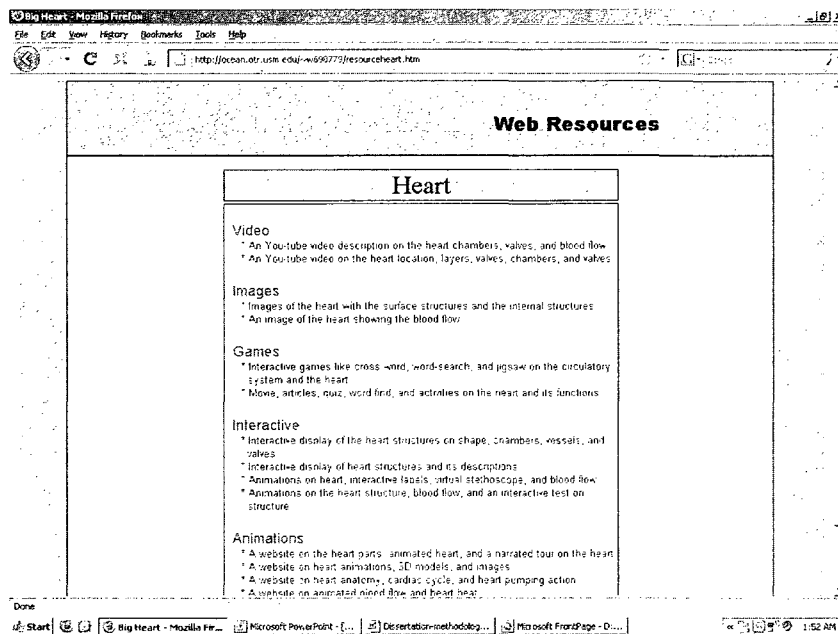 Big Heart - Mozilla Firefox
File Edit View History Bookmarks Tools Help
http://ocean.otr.usm.edu/~w690779/resourceheart.htm
Web Resources
Heart
Video
* An You-tube video description on the heart chambers, valves, and blood flow
* An You-tube video on the heart location, layers, valves, chambers, and valves
Images
* Images of the heart with the surface structures and the internal structures
* An image of the heart showing the blood flow
Games
* Interactive games like cross word, word-search, and jigsaw on the circulatory
system and the heart
* Movie, articles, quiz, word find, and activities on the heart and its functions
Interactive
* Interactive display of the heart structures on shape, chambers, vessels, and
valves
* Interactive display of heart structures and its descriptions
* Animations on heart, interactive labels, virtual stethoscope, and blood flow
* Animations on the heart structure, blood flow, and an interactive test on
structure
Animations
* A website on the heart parts, animated heart, and a narrated tour on the heart
* A website on heart animations, 3D models, and images
* A website on heart anatomy, cardiac cycle, and heart pumping action
* A website on animated blood flow and heart beat
Done
Start Big Heart - Mozilla Fir... Microsoft PowerPoint - [... Dissertation-methodolog... Microsoft FrontPage - D:... 1:52 AM